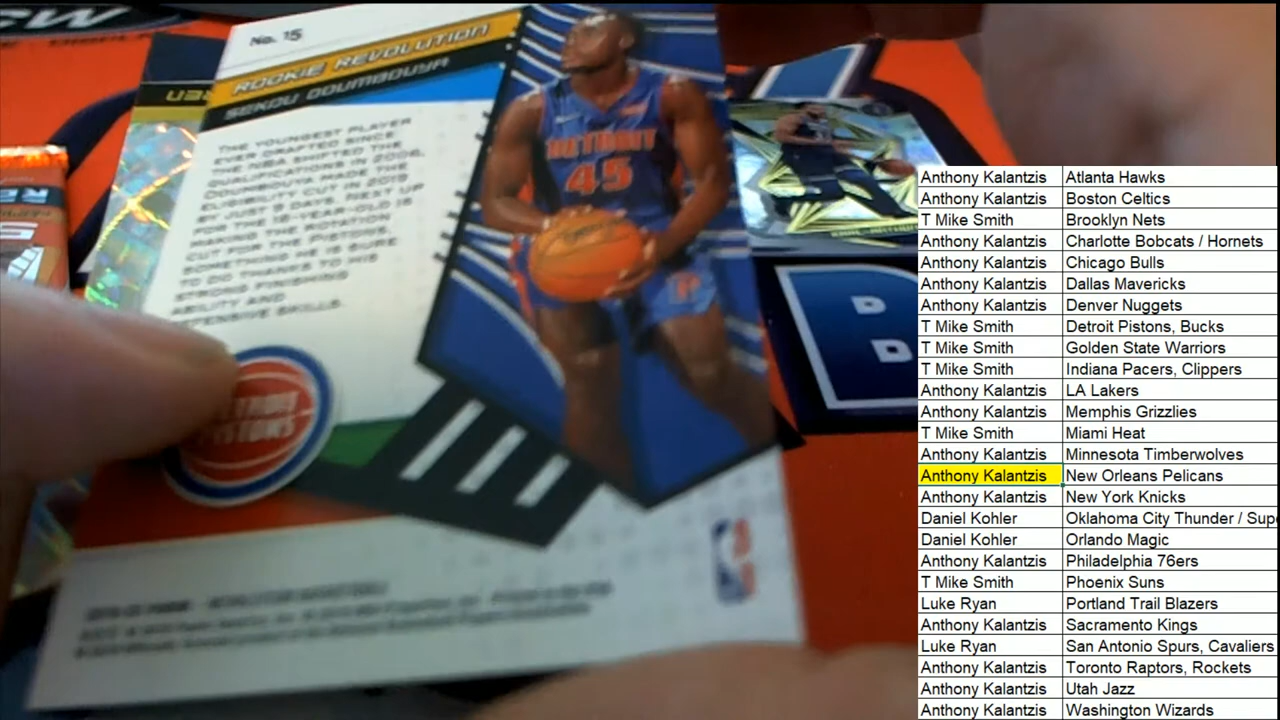 No. 15
ROOKIE REVOLUTION
SEKOU DOUMBOUYA
THE YOUNGEST PLAYER
EVER DRAFTED SINCE
THE NBA SHIFTED THE
QUALIFICATIONS IN 2006,
DOUMBOUYA MADE THE
ELIGIBILITY CUT IN 2019
BY JUST 9 DAYS. NEXT UP
FOR THE 18-YEAR-OLD IS
THE ROTATION
THE PISTONS
HE IS SURE
TO DO THANKS TO HIS
STRONG FINISHING
ABILITY AND
SKILLS.
DETROIT
45
PISTONS
Anthony Kalantzis Atlanta Hawks
Anthony Kalantzis Boston Celtics
T Mike Smith Brooklyn Nets
Anthony Kalantzis Charlotte Bobcats / Hornets
Anthony Kalantzis Chicago Bulls
Anthony Kalantzis Dallas Mavericks
Anthony Kalantzis Denver Nuggets
T Mike Smith Detroit Pistons, Bucks
T Mike Smith Golden State Warriors
T Mike Smith Indiana Pacers, Clippers
Anthony Kalantzis LA Lakers
Anthony Kalantzis Memphis Grizzlies
T Mike Smith Miami Heat
Anthony Kalantzis Minnesota Timberwolves
Anthony Kalantzis New Orleans Pelicans
Anthony Kalantzis New York Knicks
Daniel Kohler Oklahoma City Thunder / Sup
Daniel Kohler Orlando Magic
Anthony Kalantzis Philadelphia 76ers
T Mike Smith Phoenix Suns
Luke Ryan Portland Trail Blazers
Anthony Kalantzis Sacramento Kings
Luke Ryan San Antonio Spurs, Cavaliers
Anthony Kalantzis Toronto Raptors, Rockets
Anthony Kalantzis Utah Jazz
Anthony Kalantzis Washington Wizards